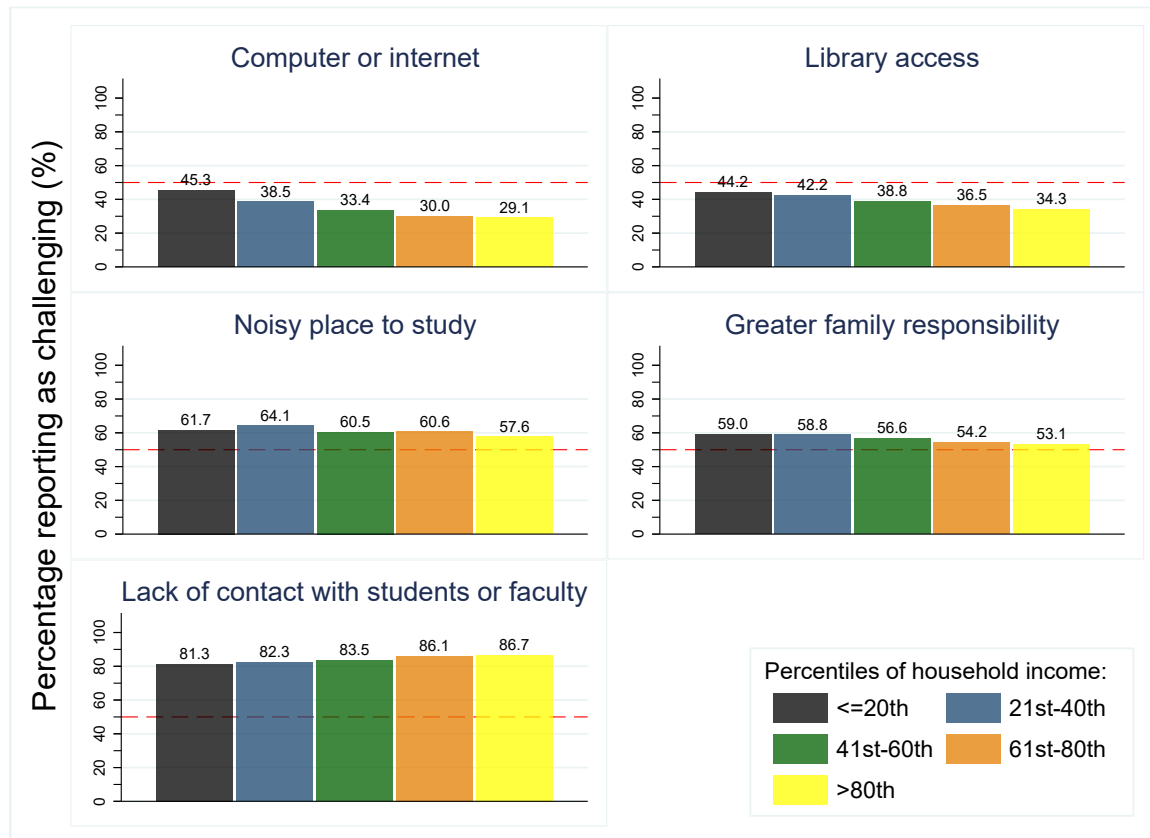 Percentage reporting as challenging (%)
Computer or internet
0 20 40 60 80 100
45.3 38.5 33.4 30.0 29.1
Library access
0 20 40 60 80 100
44.2 42.2 38.8 36.5 34.3
Noisy place to study
0 20 40 60 80 100
61.7 64.1 60.5 60.6 57.6
Greater family responsibility
0 20 40 60 80 100
59.0 58.8 56.6 54.2 53.1
Lack of contact with students or faculty
0 20 40 60 80 100
81.3 82.3 83.5 86.1 86.7
Percentiles of household income:
<=20th 21st-40th
41st-60th 61st-80th
>80th